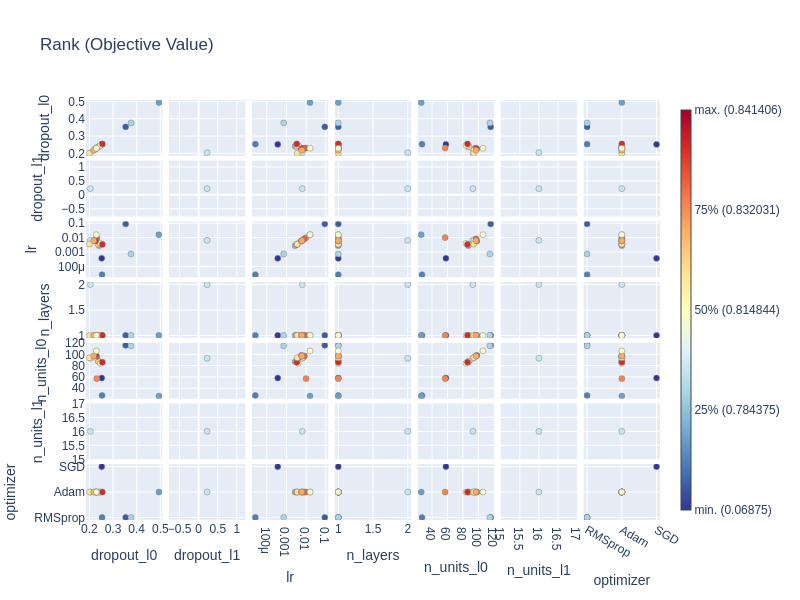 Rank (Objective Value)
dropout_l0
0.5
0.4
0.3
0.2
dropout_l1
1
0.5
0
−0.5
lr
0.1
0.01
0.001
100μ
n_layers
2
1.5
1
n_units_l0
120
100
80
60
40
n_units_l1
17
16.5
16
15.5
15
optimizer
SGD
Adam
RMSprop
0.2 0.3 0.4 0.5
−0.5 0 0.5 1
100μ 0.001 0.01 0.1
1 1.5 2
40 60 80 100 120
15 15.5 16 16.5 17
RMSprop Adam SGD
dropout_l0
dropout_l1
lr
n_layers
n_units_l0
n_units_l1
optimizer
max. (0.841406)
75% (0.832031)
50% (0.814844)
25% (0.784375)
min. (0.06875)